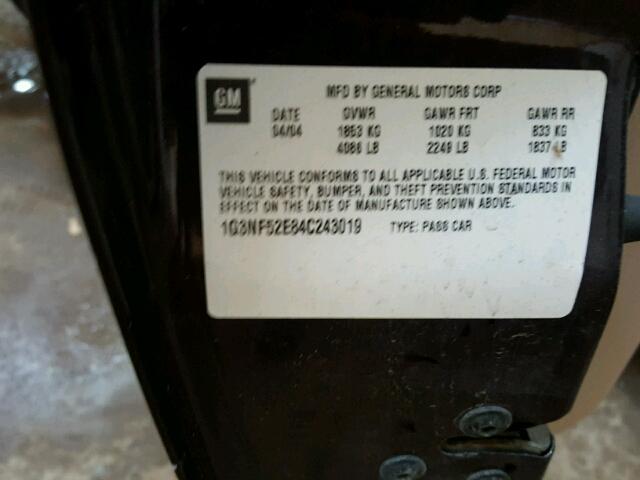 GM
MFD BY GENERAL MOTORS CORP
DATE GVWR GAWR FRT GAWR RR
04/04 1853 KG 1020 KG 833 KG
4086 LB 2249 LB 1837 LB
THIS VEHICLE CONFORMS TO ALL APPLICABLE U.S. FEDERAL MOTOR
VEHICLE SAFETY, BUMPER, AND THEFT PREVENTION STANDARDS IN
EFFECT ON THE DATE OF MANUFACTURE SHOWN ABOVE.
1G3NF52E84C243019 TYPE: PASS CAR